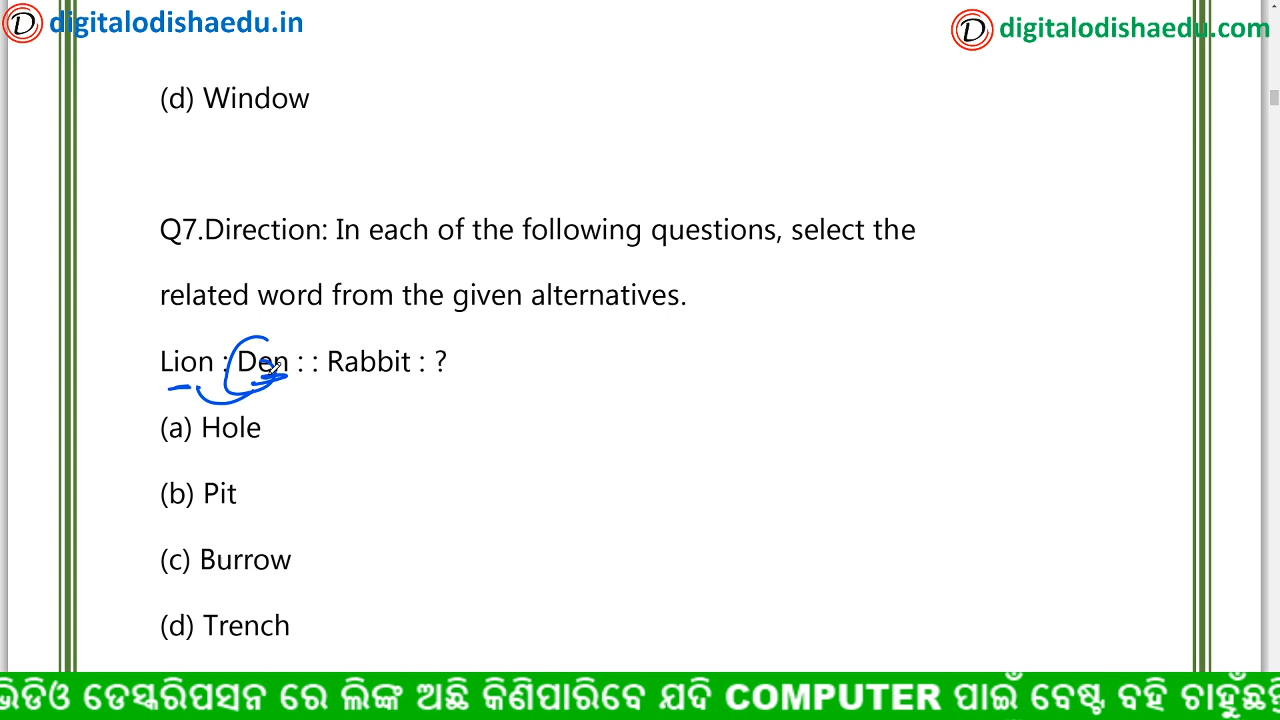 digitalodishaedu.in
digitalodishaedu.com
(d) Window
Q7.Direction: In each of the following questions, select the
related word from the given alternatives.
Lion : Den : : Rabbit : ?
(a) Hole
(b) Pit
(c) Burrow
(d) Trench
ଭିଡିଓ ଡେସ୍କରିପସନ ରେ ଲିଙ୍କ ଅଛି କିଣିପାରିବେ ଯଦି COMPUTER ପାଇଁ ବେଷ୍ଟ ବହି